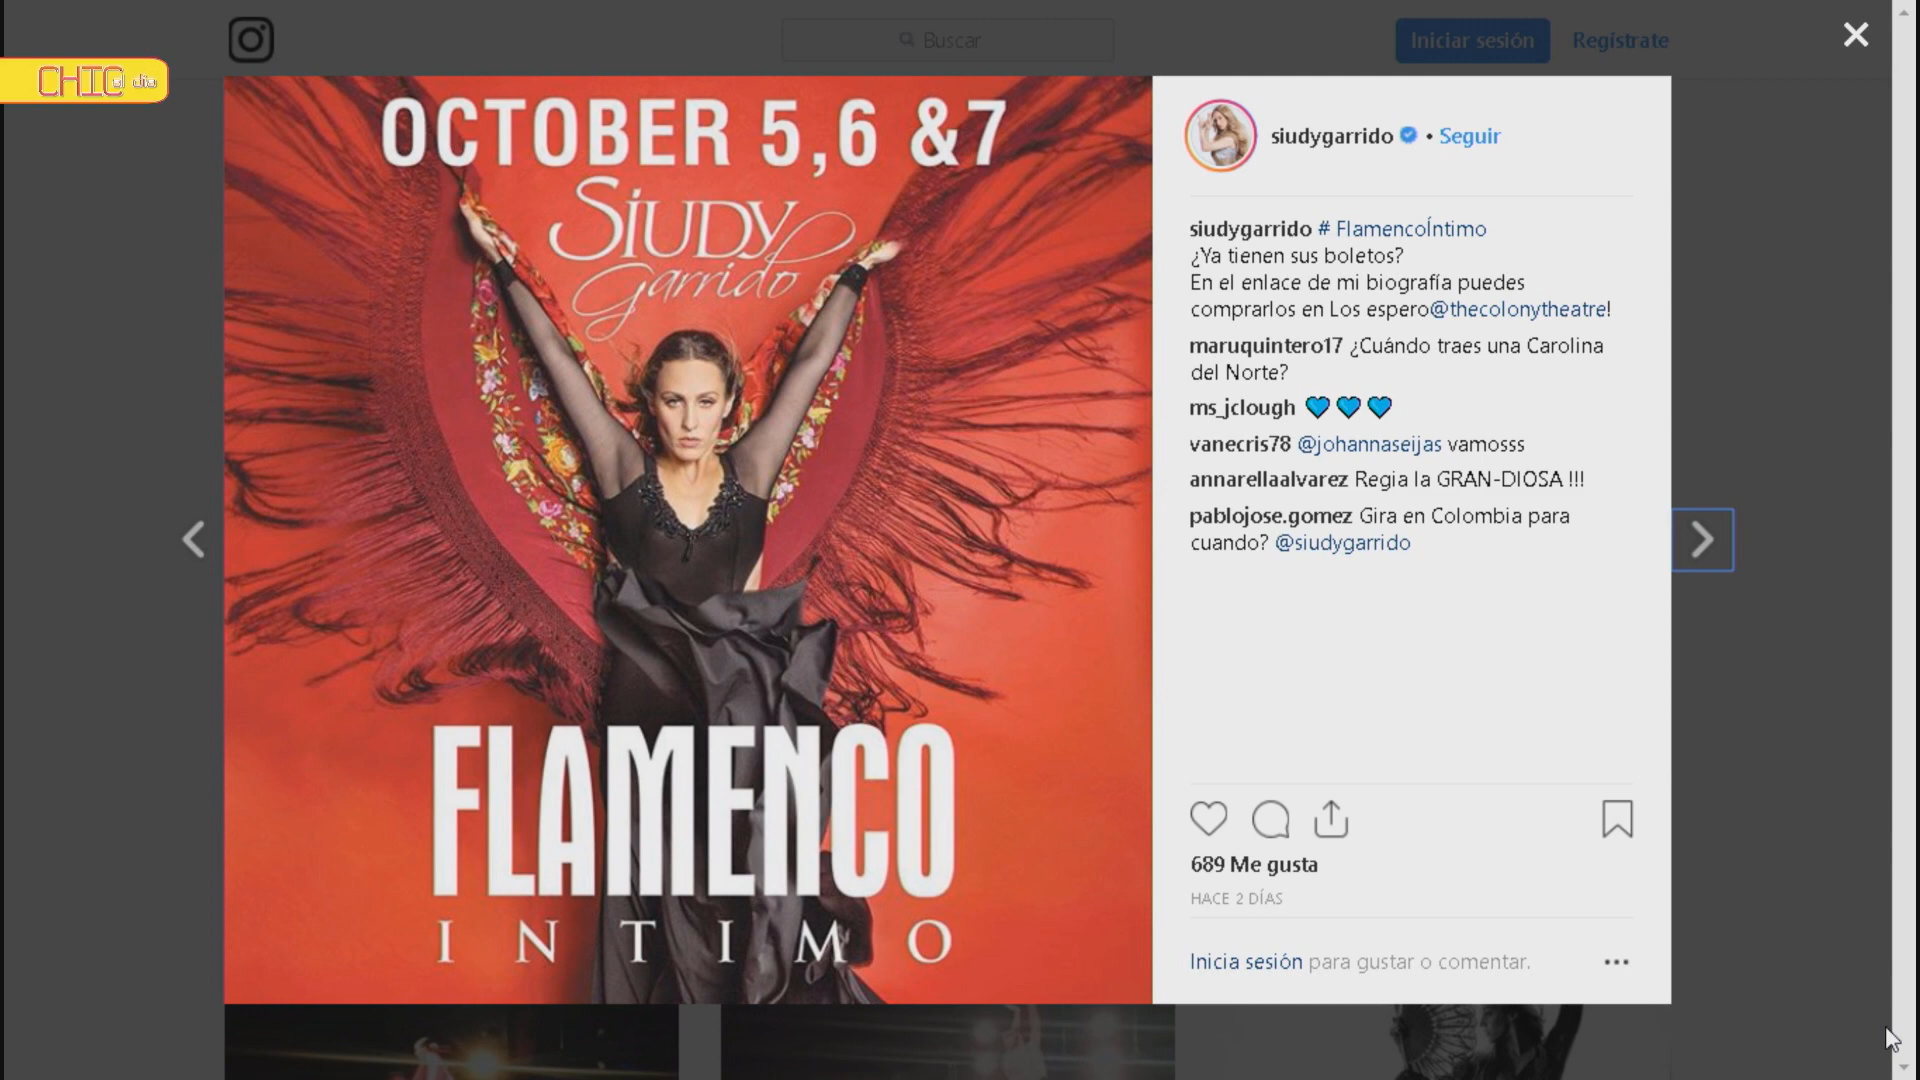 Buscar
Iniciar sesión
Regístrate
CHIC al día
OCTOBER 5,6 &7
SIUDY
Garrido
FLAMENCO
INTIMO
siudygarrido • Seguir
siudygarrido # FlamencoÍntimo
¿Ya tienen sus boletos?
En el enlace de mi biografía puedes
comprarlos en Los espero@thecolonytheatre!
maruquintero17 ¿Cuándo traes una Carolina
del Norte?
ms_jclough 💙 💙 💙
vanecris78 @johannaseijas vamosss
annarellaalvarez Regia la GRAN-DIOSA !!!
pablojose.gomez Gira en Colombia para
cuando? @siudygarrido
689 Me gusta
HACE 2 DÍAS
Inicia sesión para gustar o comentar.